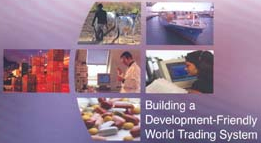 Building a
Development-Friendly
World Trading System